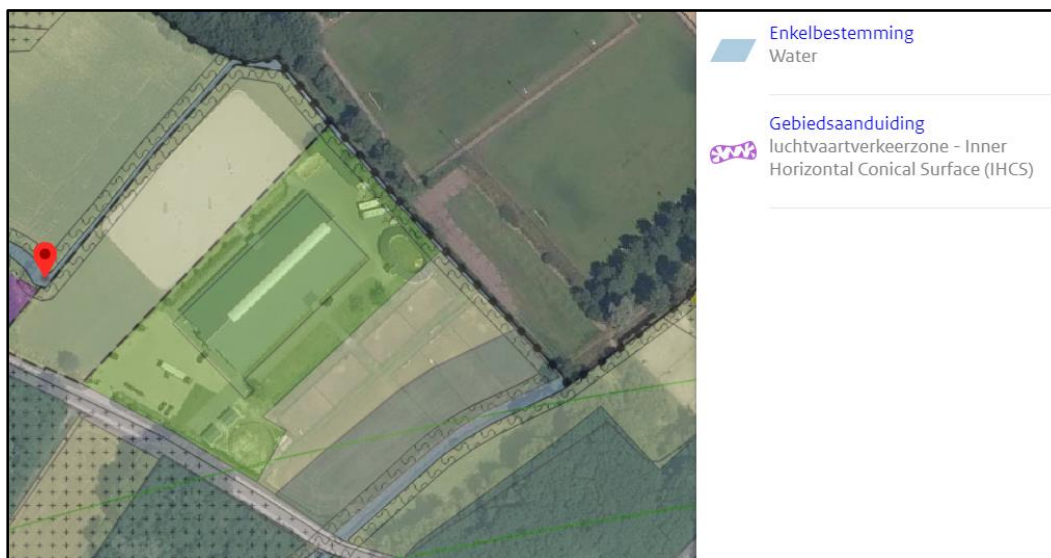 Enkelbestemming
Water
Gebiedsaanduiding
luchtvaartverkeerzone - Inner
Horizontal Conical Surface (IHCS)